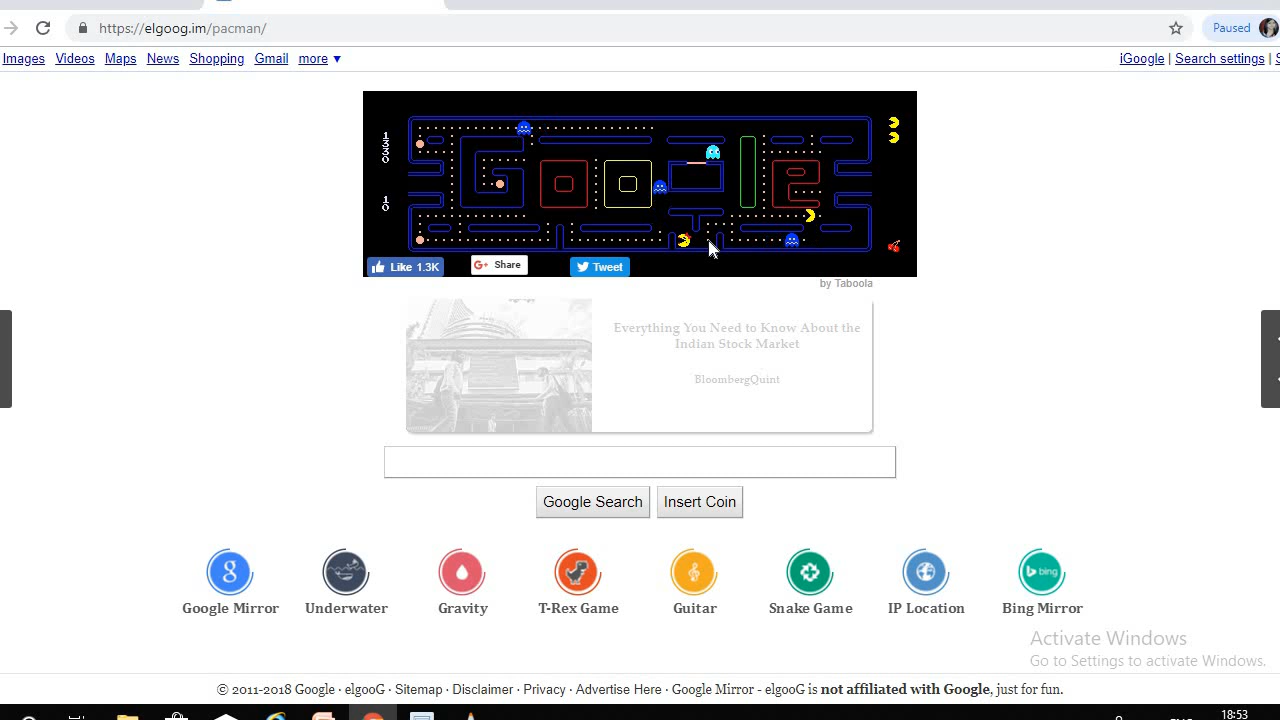 https://elgoog.im/pacman/
Paused
Images Videos Maps News Shopping Gmail more ▼
iGoogle | Search settings |
1330
10
Like 1.3K
G+ Share
Tweet
by Taboola
Everything You Need to Know About the
Indian Stock Market
BloombergQuint
Google Search
Insert Coin
g
bing
Google Mirror
Underwater
Gravity
T-Rex Game
Guitar
Snake Game
IP Location
Bing Mirror
Activate Windows
Go to Settings to activate Windows.
© 2011-2018 Google · elgooG · Sitemap · Disclaimer · Privacy · Advertise Here · Google Mirror - elgooG is not affiliated with Google, just for fun.
18:53